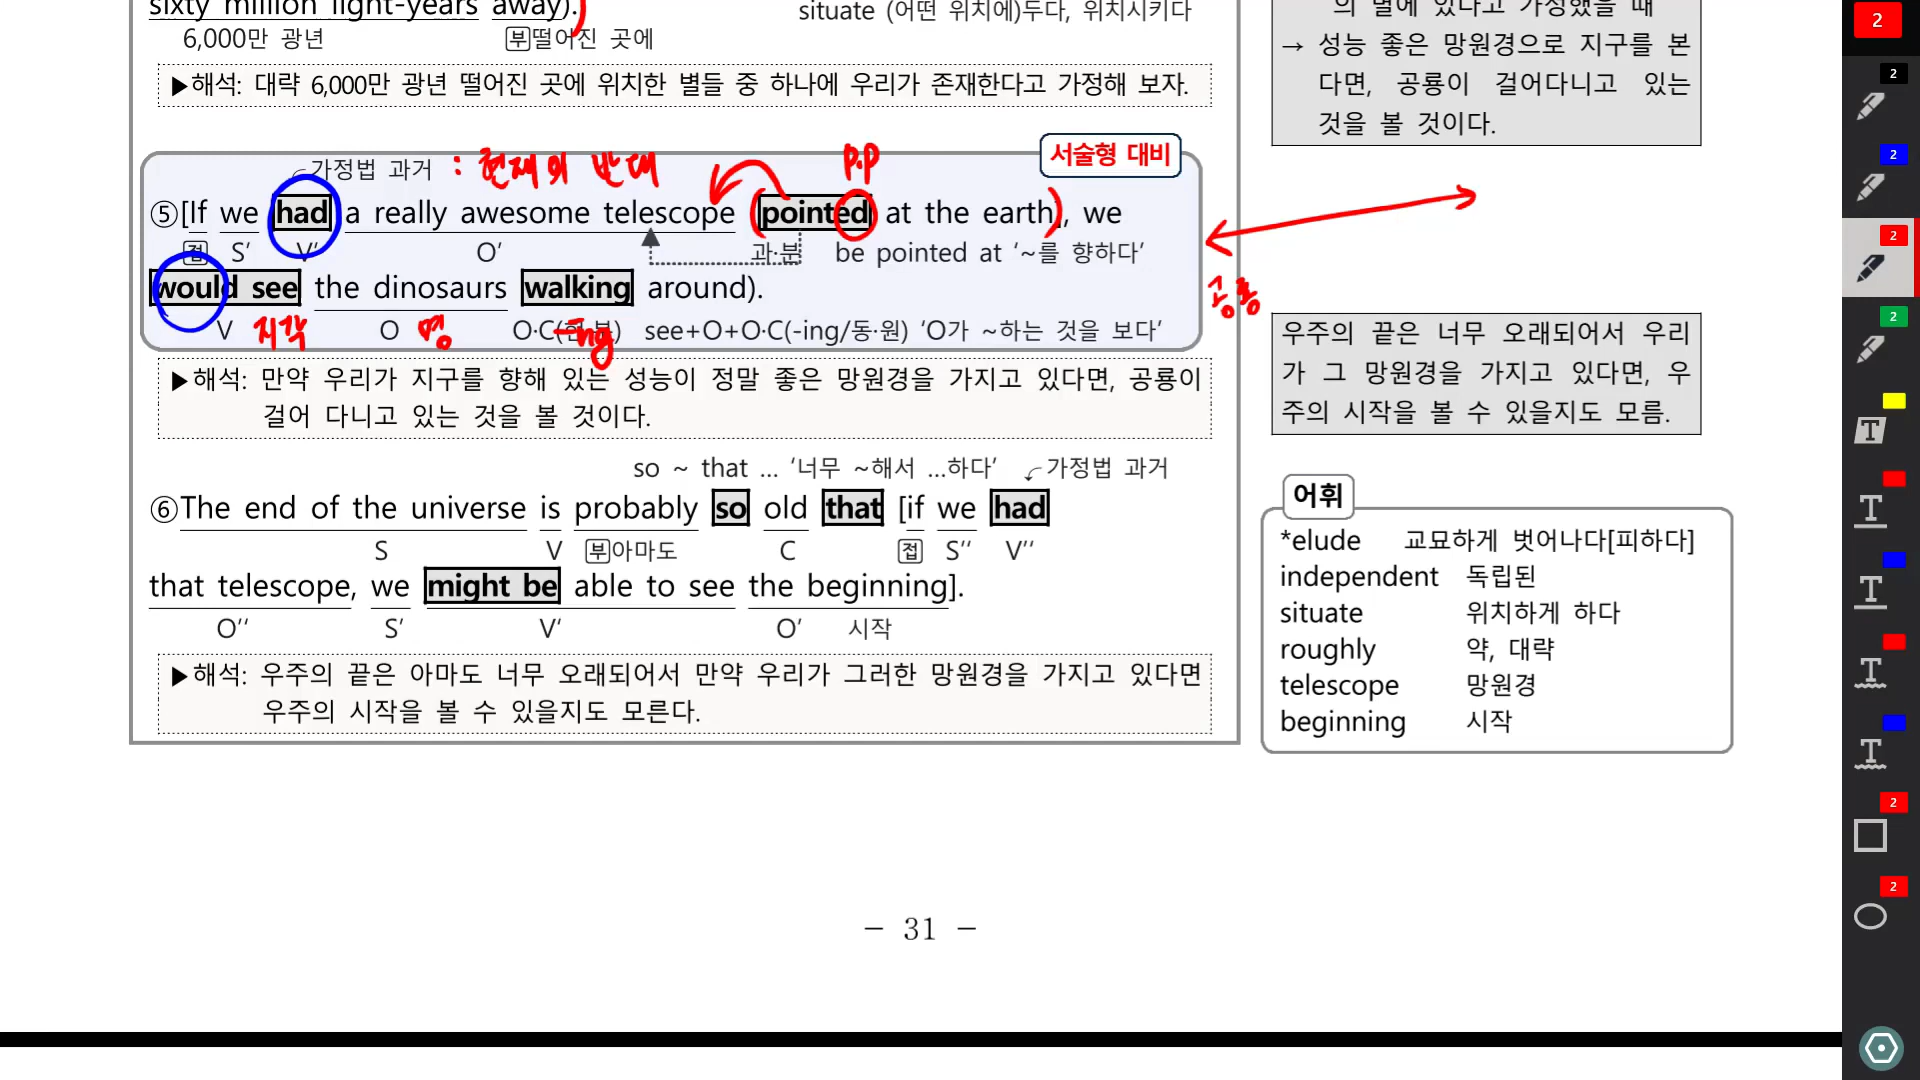 sixty million light-years away).
6,000만 광년 부떨어진 곳에 situate (어떤 위치에)두다, 위치시키다
▶해석: 대략 6,000만 광년 떨어진 곳에 위치한 별들 중 하나에 우리가 존재한다고 가정해 보자.
서술형 대비
가정법 과거 : 현재의 반대 P.P
⑤[If we had a really awesome telescope (pointed at the earth), we
접 S′ V′ O′ 과·분 be pointed at ‘~를 향하다’
would see the dinosaurs walking around).
V 지각 O 명 O·C(현·분) -ing see+O+O·C(-ing/동·원) ‘O가 ~하는 것을 보다’
▶해석: 만약 우리가 지구를 향해 있는 성능이 정말 좋은 망원경을 가지고 있다면, 공룡이
걸어 다니고 있는 것을 볼 것이다.
so ~ that … ‘너무 ~해서 …하다’ 가정법 과거
⑥The end of the universe is probably so old that [if we had
S V 부아마도 C 접 S′′ V′′
that telescope, we might be able to see the beginning].
O′′ S′ V′ O′ 시작
▶해석: 우주의 끝은 아마도 너무 오래되어서 만약 우리가 그러한 망원경을 가지고 있다면
우주의 시작을 볼 수 있을지도 모른다.
의 별에 있다고 가정했을 때
→ 성능 좋은 망원경으로 지구를 본
다면, 공룡이 걸어다니고 있는
것을 볼 것이다.
공룡
우주의 끝은 너무 오래되어서 우리
가 그 망원경을 가지고 있다면, 우
주의 시작을 볼 수 있을지도 모름.
어휘
*elude 교묘하게 벗어나다[피하다]
independent 독립된
situate 위치하게 하다
roughly 약, 대략
telescope 망원경
beginning 시작
- 31 -
2
2
2
2
2
T
T
T
T
T
2
2